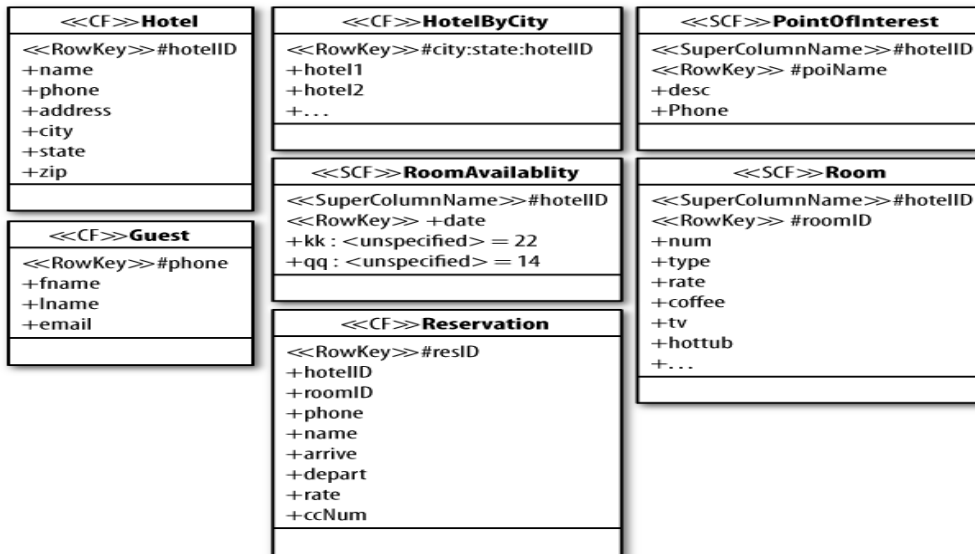 <<CF>>Hotel
<<RowKey>>#hotelID
+name
+phone
+address
+city
+state
+zip
<<CF>>Guest
<<RowKey>>#phone
+fname
+lname
+email
<<CF>>HotelByCity
<<RowKey>>#city:state:hotelID
+hotel1
+hotel2
+...
<<SCF>>RoomAvailablity
<<SuperColumnName>>#hotelID
<<RowKey>> +date
+kk : <unspecified> = 22
+qq : <unspecified> = 14
<<CF>>Reservation
<<RowKey>>#resID
+hotelID
+roomID
+phone
+name
+arrive
+depart
+rate
+ccNum
<<SCF>>PointOfInterest
<<SuperColumnName>>#hotelID
<<RowKey>> #poiName
+desc
+Phone
<<SCF>>Room
<<SuperColumnName>>#hotelID
<<RowKey>> #roomID
+num
+type
+rate
+coffee
+tv
+hottub
+...